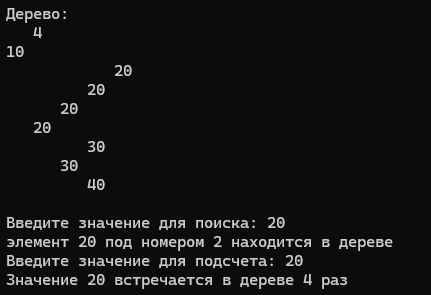 Дерево:
4
10
20
20
20
20
30
30
40
Введите значение для поиска: 20
элемент 20 под номером 2 находится в дереве
Введите значение для подсчета: 20
Значение 20 встречается в дереве 4 раз